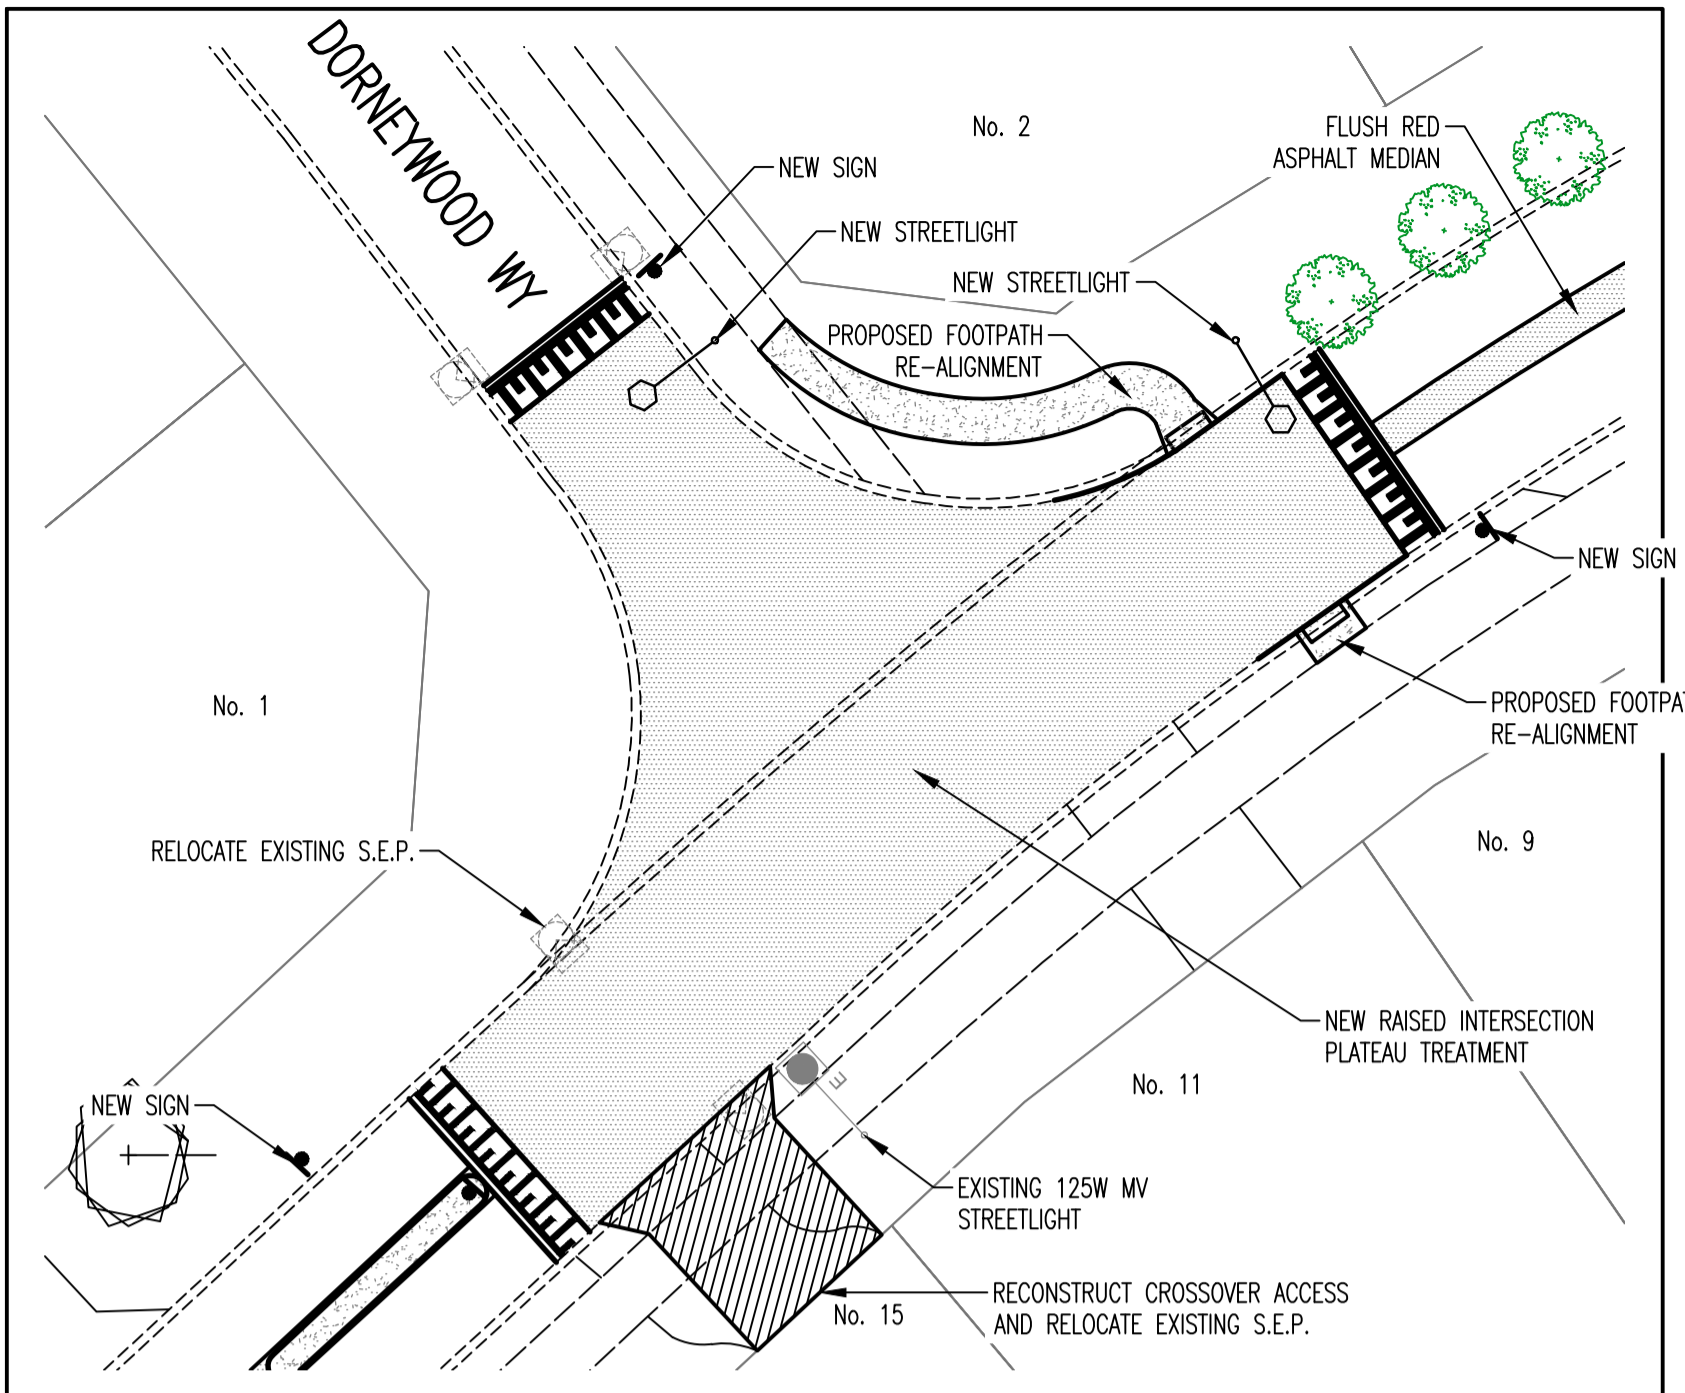 DORNEYWOOD WY
No. 2
FLUSH RED
ASPHALT MEDIAN
NEW SIGN
NEW STREETLIGHT
NEW STREETLIGHT
PROPOSED FOOTPATH
RE-ALIGNMENT
NEW SIGN
No. 1
PROPOSED FOOTPAT
RE-ALIGNMENT
RELOCATE EXISTING S.E.P.
No. 9
NEW RAISED INTERSECTION
PLATEAU TREATMENT
No. 11
E
NEW SIGN
EXISTING 125W MV
STREETLIGHT
RECONSTRUCT CROSSOVER ACCESS
AND RELOCATE EXISTING S.E.P.
No. 15